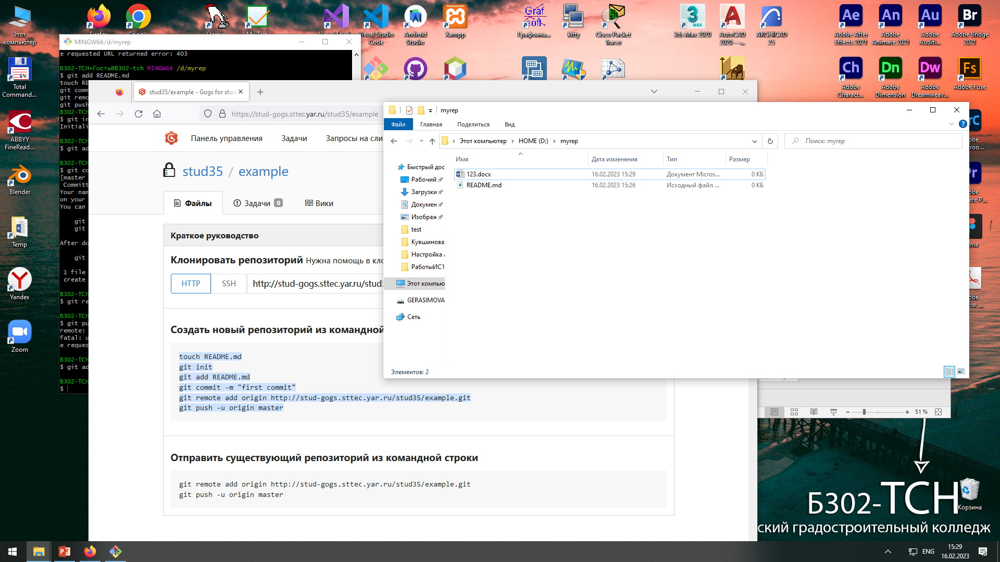 Этот компьютер
Firefox
Google
Stamina
My Test
Visual Studio
Visual Studio Code
Android Studio
Xampp
Graf soft
Графоана...
kitty
Cisco Packet Tracer
3
MAX
3ds Max 2020
AutoCAD 2020 —...
ARCHICAD 25
Ae
Adobe After Effects 2021
An
Adobe Animate 2021
Au
Adobe Auditi...
Br
Adobe Bridge 2021
Ch
Adobe Charact...
Dn
Adobe Dimension
Dw
Adobe Dreamweav...
Fs
Adobe Fuse
64
Total Command...
ABBYY FineRead...
Blender
Temp
Yandex
Zoom
MINGW64:/d/myrep
e requested URL returned error: 403
B302-TCH+Гость@B302-tch MINGW64 /d/myrep
$ git add README.md
touch RE
git comm
git remo
git push
B302-TCH
$ git in
Initiali
B302-TCH
$ git ad
B302-TCH
$ git co
[master
Committ
Your nam
on your
You can
git
git
After do
git
1 file
create
B302-TCH
$ git re
B302-TCH
$ git pu
remote:
fatal: u
e reques
B302-TCH
$ git ad
B302-TCH
$
stud35/example - Gogs for stud
https://stud-gogs.sttec.yar.ru/stud35/example
Панель управления
Задачи
Запросы на сли
stud35 / example
Файлы
Задачи 0
Вики
Краткое руководство
Клонировать репозиторий Нужна помощь в кло
HTTP
SSH
http://stud-gogs.sttec.yar.ru/stud3
Создать новый репозиторий из командной
touch README.md
git init
git add README.md
git commit -m "first commit"
git remote add origin http://stud-gogs.sttec.yar.ru/stud35/example.git
git push -u origin master
Отправить существующий репозиторий из командной строки
git remote add origin http://stud-gogs.sttec.yar.ru/stud35/example.git
git push -u origin master
myrep
Файл
Главная
Поделиться
Вид
Этот компьютер
HOME (D:)
myrep
Поиск: myrep
Имя
Дата изменения
Тип
Размер
123.docx 16.02.2023 15:29 Документ Micros... 0 КБ
README.md 16.02.2023 15:26 Исходный файл ... 0 КБ
Быстрый дос
Рабочий
Загрузки
Докумен
Изображ
test
Кувшинова
Настройка
РаботыИС1
Этот компью
GERASIMOVA
Сеть
Элементов: 2
51 %
Б302-ТСН
Корзина
ский градостроительный колледж
ENG
15:29
16.02.2023